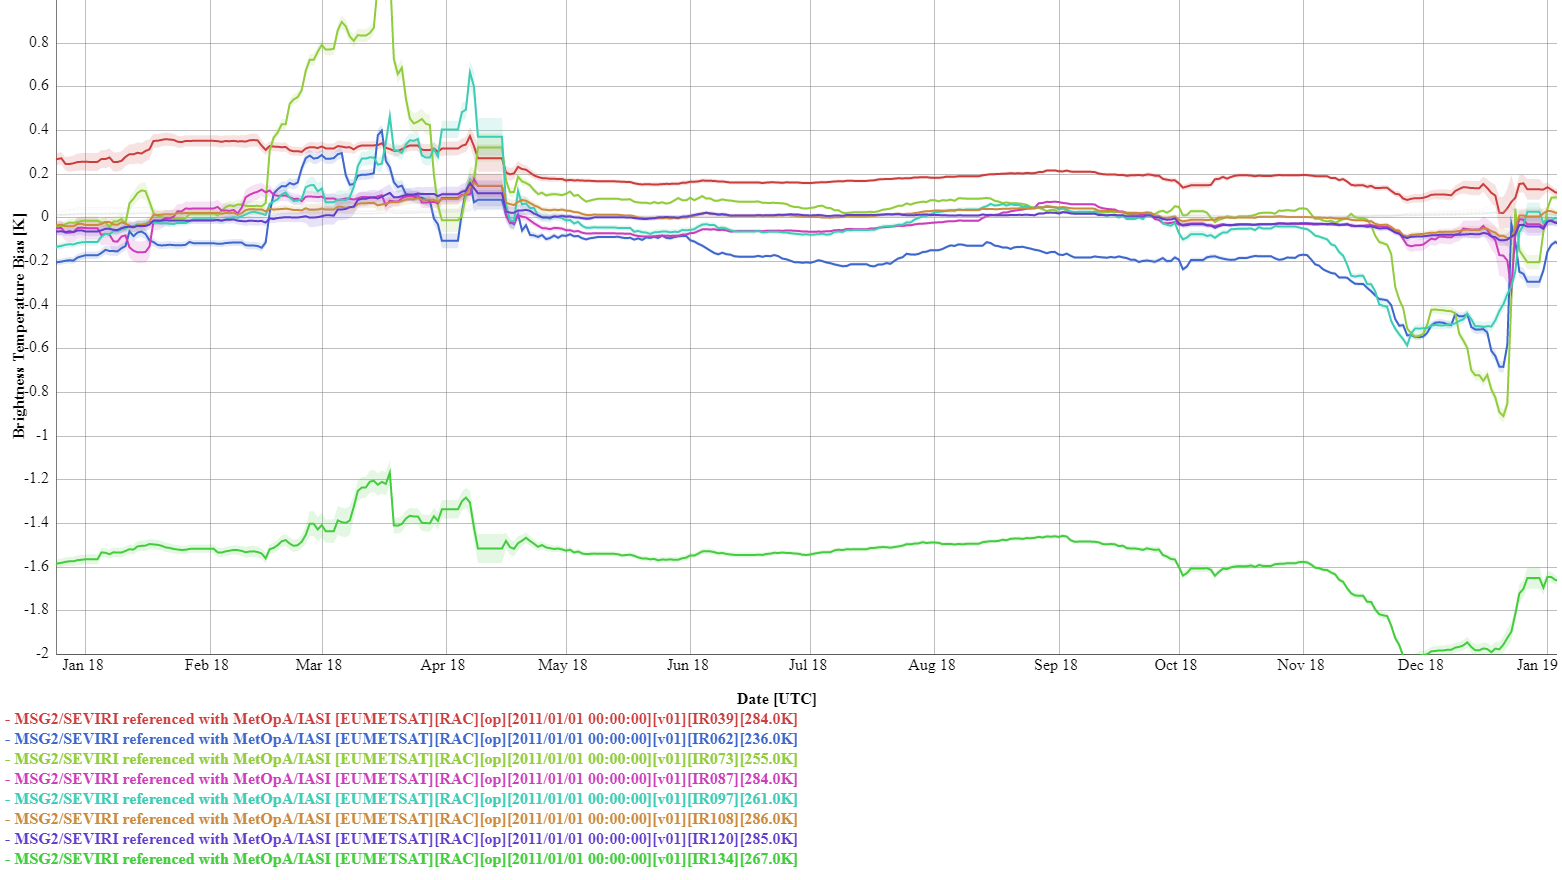 0.8
0.6
0.4
0.2
0
-0.2
-0.4
-0.6
-0.8
-1
-1.2
-1.4
-1.6
-1.8
-2
Brightness Temperature Bias [K]
Jan 18 Feb 18 Mar 18 Apr 18 May 18 Jun 18 Jul 18 Aug 18 Sep 18 Oct 18 Nov 18 Dec 18 Jan 19
Date [UTC]
- MSG2/SEVIRI referenced with MetOpA/IASI [EUMETSAT][RAC][op][2011/01/01 00:00:00][v01][IR039][284.0K]
- MSG2/SEVIRI referenced with MetOpA/IASI [EUMETSAT][RAC][op][2011/01/01 00:00:00][v01][IR062][236.0K]
- MSG2/SEVIRI referenced with MetOpA/IASI [EUMETSAT][RAC][op][2011/01/01 00:00:00][v01][IR073][255.0K]
- MSG2/SEVIRI referenced with MetOpA/IASI [EUMETSAT][RAC][op][2011/01/01 00:00:00][v01][IR087][284.0K]
- MSG2/SEVIRI referenced with MetOpA/IASI [EUMETSAT][RAC][op][2011/01/01 00:00:00][v01][IR097][261.0K]
- MSG2/SEVIRI referenced with MetOpA/IASI [EUMETSAT][RAC][op][2011/01/01 00:00:00][v01][IR108][286.0K]
- MSG2/SEVIRI referenced with MetOpA/IASI [EUMETSAT][RAC][op][2011/01/01 00:00:00][v01][IR120][285.0K]
- MSG2/SEVIRI referenced with MetOpA/IASI [EUMETSAT][RAC][op][2011/01/01 00:00:00][v01][IR134][267.0K]